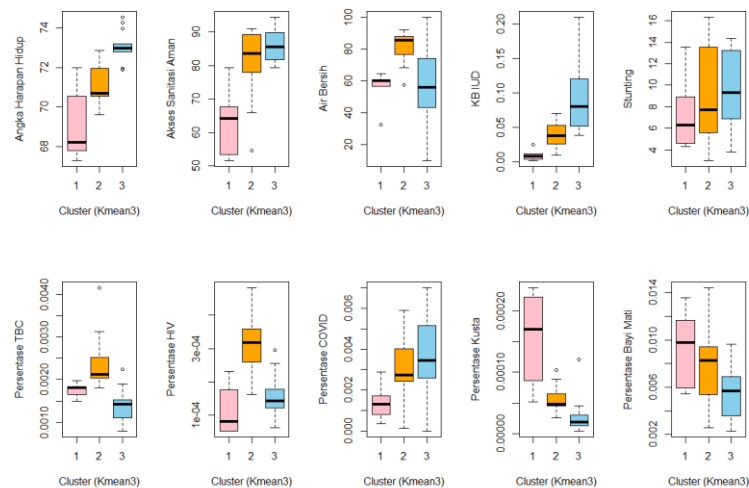 Angka Harapan Hidup
68 70 72 74
1 2 3
Cluster (Kmean3)
Akses Sanitasi Aman
50 60 70 80 90
1 2 3
Cluster (Kmean3)
Air Bersih
20 40 60 80 100
1 2 3
Cluster (Kmean3)
KB IUD
0.00 0.05 0.10 0.15 0.20
1 2 3
Cluster (Kmean3)
Stunting
4 6 8 10 12 14 16
1 2 3
Cluster (Kmean3)
Persentase TBC
0.0010 0.0020 0.0030 0.0040
1 2 3
Cluster (Kmean3)
Persentase HIV
1e-04 3e-04
1 2 3
Cluster (Kmean3)
Persentase COVID
0.000 0.002 0.004 0.006
1 2 3
Cluster (Kmean3)
Persentase Kusta
0.00000 0.00010 0.00020
1 2 3
Cluster (Kmean3)
Persentase Bayi Mati
0.002 0.006 0.010 0.014
1 2 3
Cluster (Kmean3)